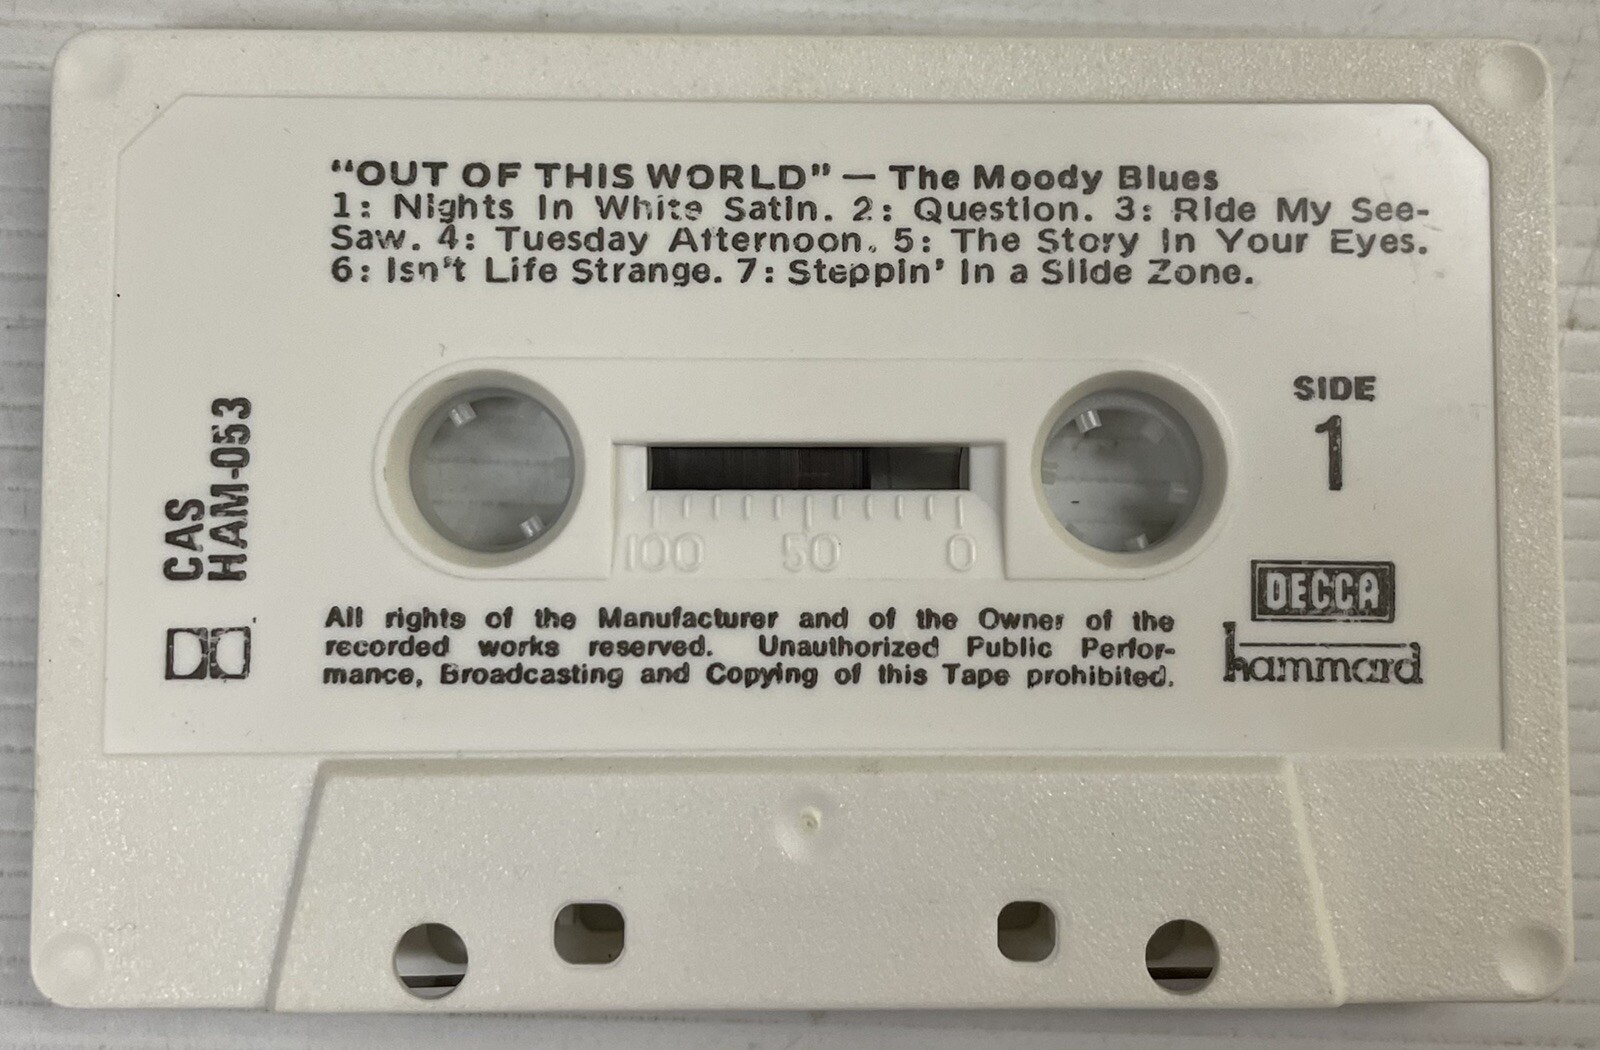 “OUT OF THIS WORLD” — The Moody Blues
1: Nights In White Satin. 2: Question. 3: Ride My See-
Saw. 4: Tuesday Afternoon. 5: The Story In Your Eyes.
6: Isn't Life Strange. 7: Steppin' In a Slide Zone.
SIDE
1
CAS
HAM-053
100 50 0
DECCA
hammard
All rights of the Manufacturer and of the Owner of the
recorded works reserved. Unauthorized Public Perfor-
mance, Broadcasting and Copying of this Tape prohibited.